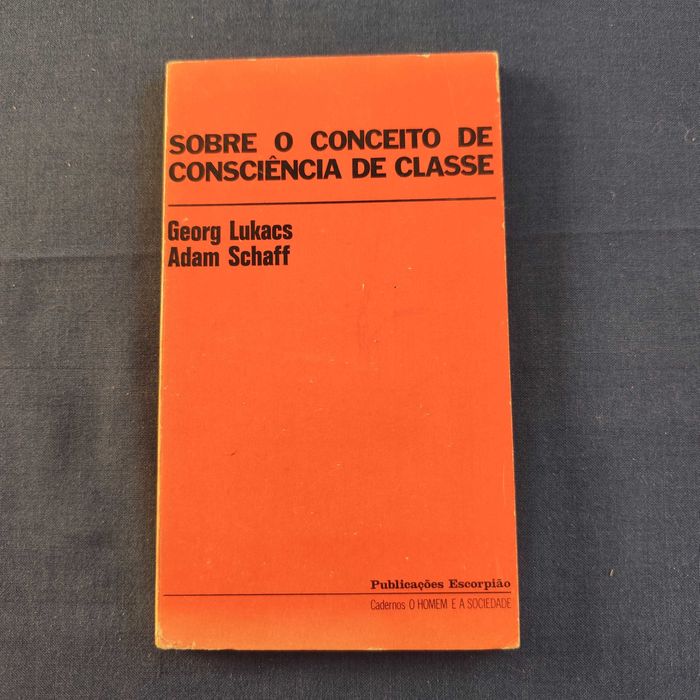 SOBRE O CONCEITO DE
CONSCIÊNCIA DE CLASSE
Georg Lukacs
Adam Schaff
Publicações Escorpião
Cadernos O HOMEM E A SOCIEDADE